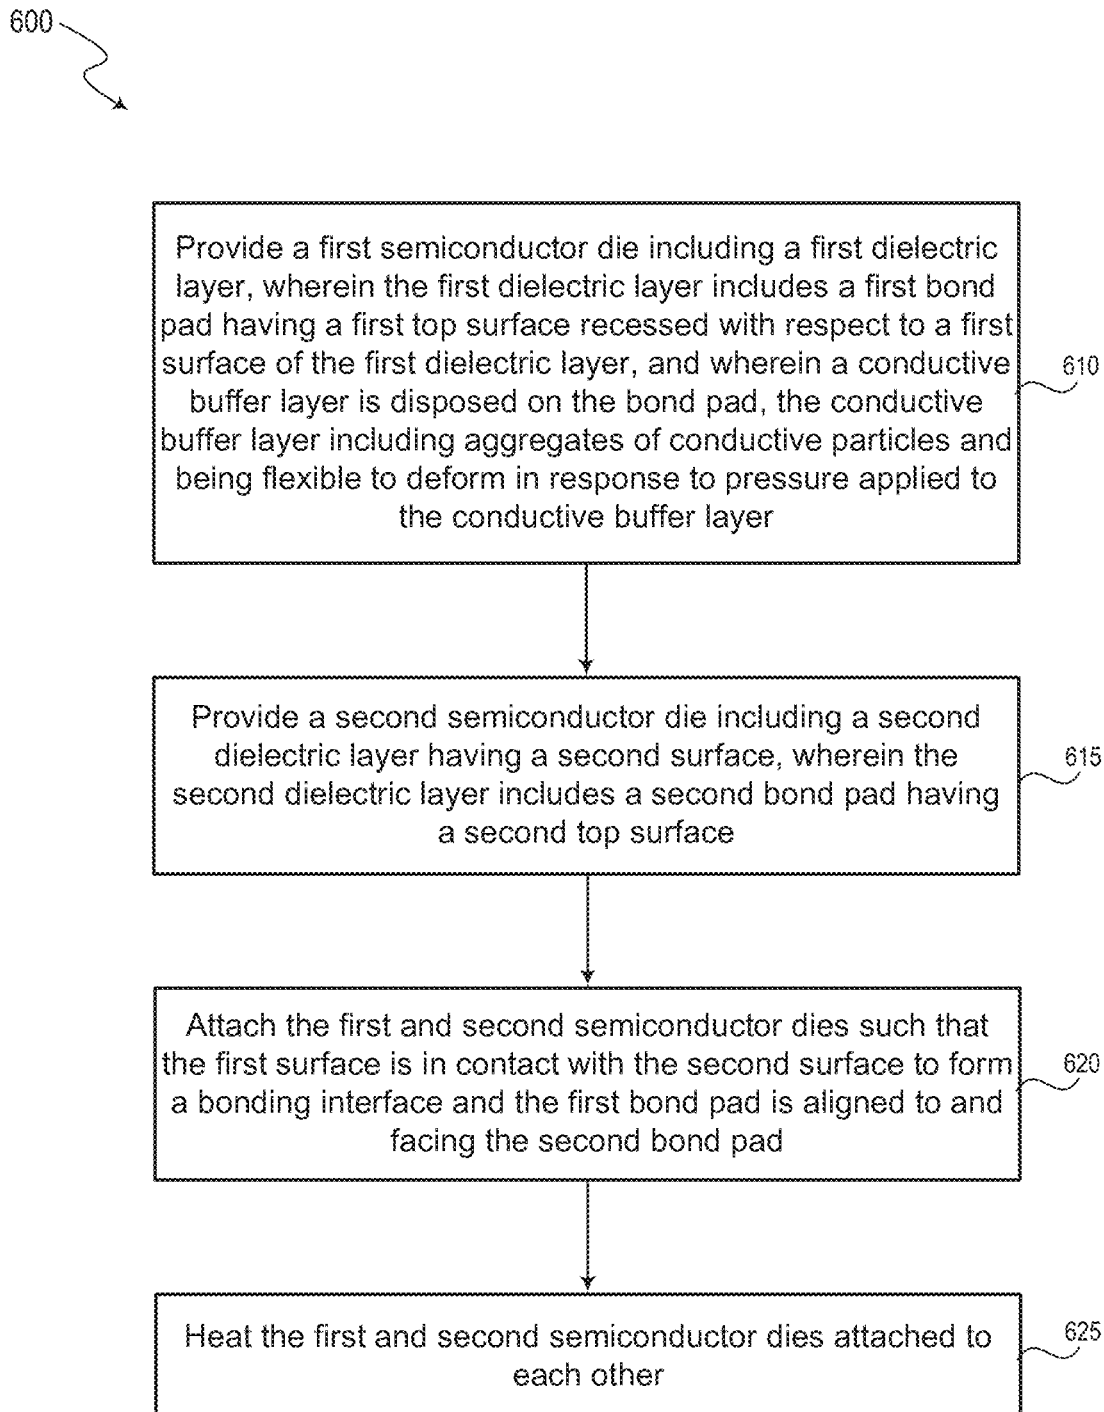 600
Provide a first semiconductor die including a first dielectric
layer, wherein the first dielectric layer includes a first bond
pad having a first top surface recessed with respect to a first
surface of the first dielectric layer, and wherein a conductive
buffer layer is disposed on the bond pad, the conductive
buffer layer including aggregates of conductive particles and
being flexible to deform in response to pressure applied to
the conductive buffer layer
610
Provide a second semiconductor die including a second
dielectric layer having a second surface, wherein the
second dielectric layer includes a second bond pad having
a second top surface
615
Attach the first and second semiconductor dies such that
the first surface is in contact with the second surface to form
a bonding interface and the first bond pad is aligned to and
facing the second bond pad
620
Heat the first and second semiconductor dies attached to
each other
625